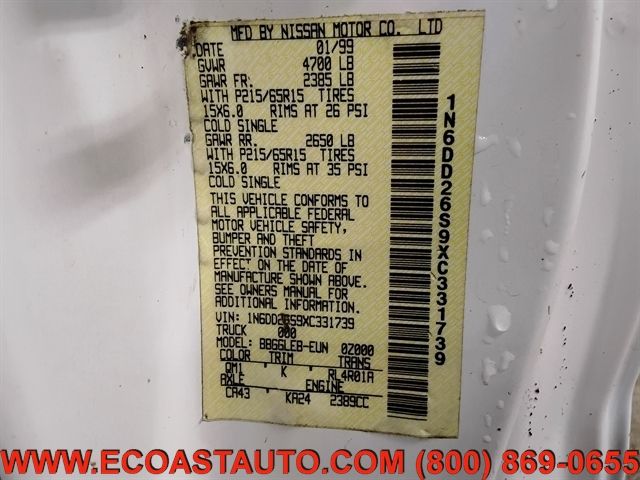 MFD BY NISSAN MOTOR CO. LTD
DATE 01/99
GVWR 4700 LB
GAWR FR: 2385 LB
WITH P215/65R15 TIRES
15X6.0 RIMS AT 26 PSI
COLD SINGLE
GAWR RR. 2650 LB
WITH P215/65R15 TIRES
15X6.0 RIMS AT 35 PSI
COLD SINGLE
THIS VEHICLE CONFORMS TO
ALL APPLICABLE FEDERAL
MOTOR VEHICLE SAFETY,
BUMPER AND THEFT
PREVENTION STANDARDS IN
EFFECT ON THE DATE OF
MANUFACTURE SHOWN ABOVE.
SEE OWNERS MANUAL FOR
ADDITIONAL INFORMATION.
VIN: 1N6DD26S9XC331739
TRUCK 000
MODEL: BBGGLEB-EUN 0Z000
COLOR TRIM TRANS
QM1 K RL4R01A
AXLE ENGINE
CA43 KA24 2389CC
1N6DD26S9XC331739
WWW.ECOASTAUTO.COM (800) 869-0655